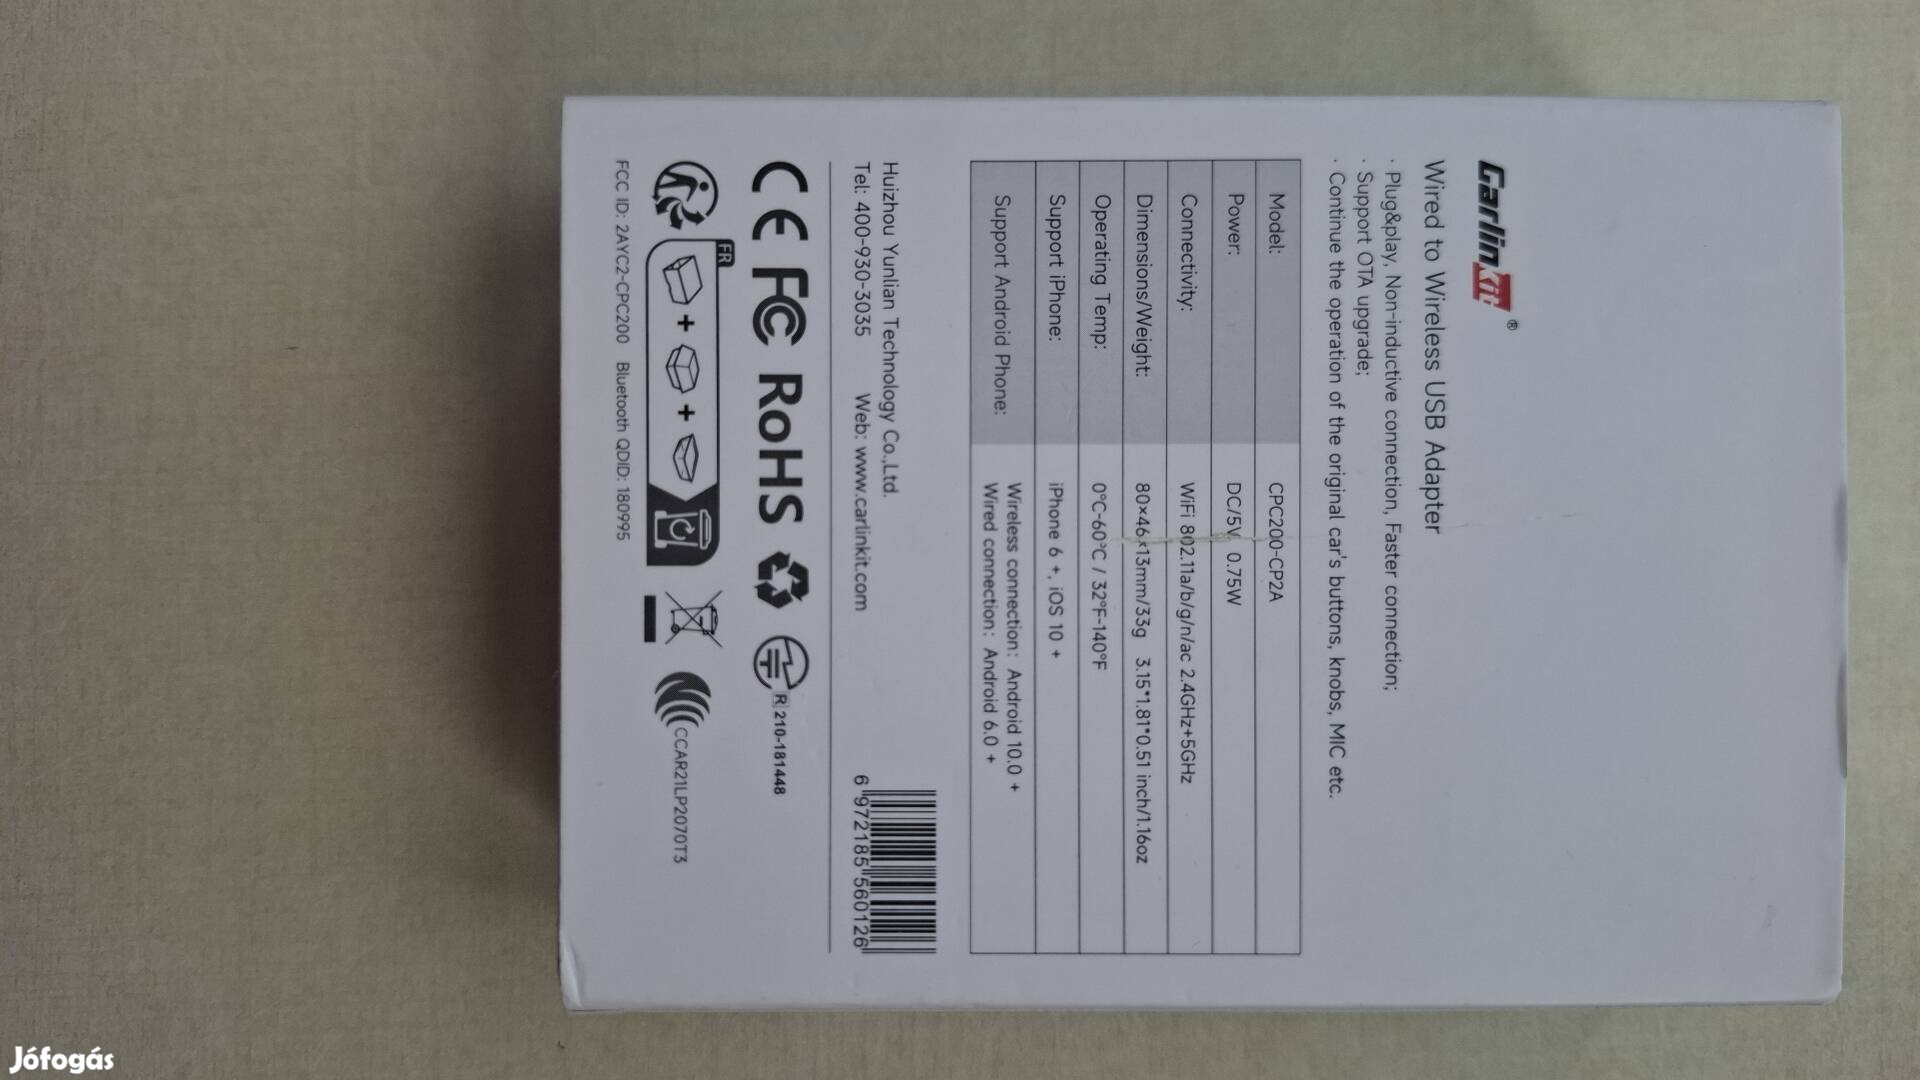 Carlinkit®
Wired to Wireless USB Adapter
· Plug&play, Non-inductive connection, Faster connection;
· Support OTA upgrade;
· Continue the operation of the original car's buttons, knobs, MIC etc.
Model: CPC200-CP2A
Power: DC/5V 0.75W
Connectivity: WiFi 802.11a/b/g/n/ac 2.4GHz+5GHz
Dimensions/Weight: 80×46×13mm/33g 3.15*1.81*0.51 inch/1.16oz
Operating Temp: 0°C-60°C / 32°F-140°F
Support iPhone: iPhone 6 +, iOS 10 +
Support Android Phone: Wireless connection: Android 10.0 +
Wired connection: Android 6.0 +
Huizhou Yunlian Technology Co.,Ltd.
Tel: 400-930-3035 Web: www.carlinkit.com
6 972185 560126
CE FC RoHS R 210-181448
FR + +
CCAR21LP2070T3
FCC ID: 2AYC2-CPC200 Bluetooth QDID: 180995
Jófogás